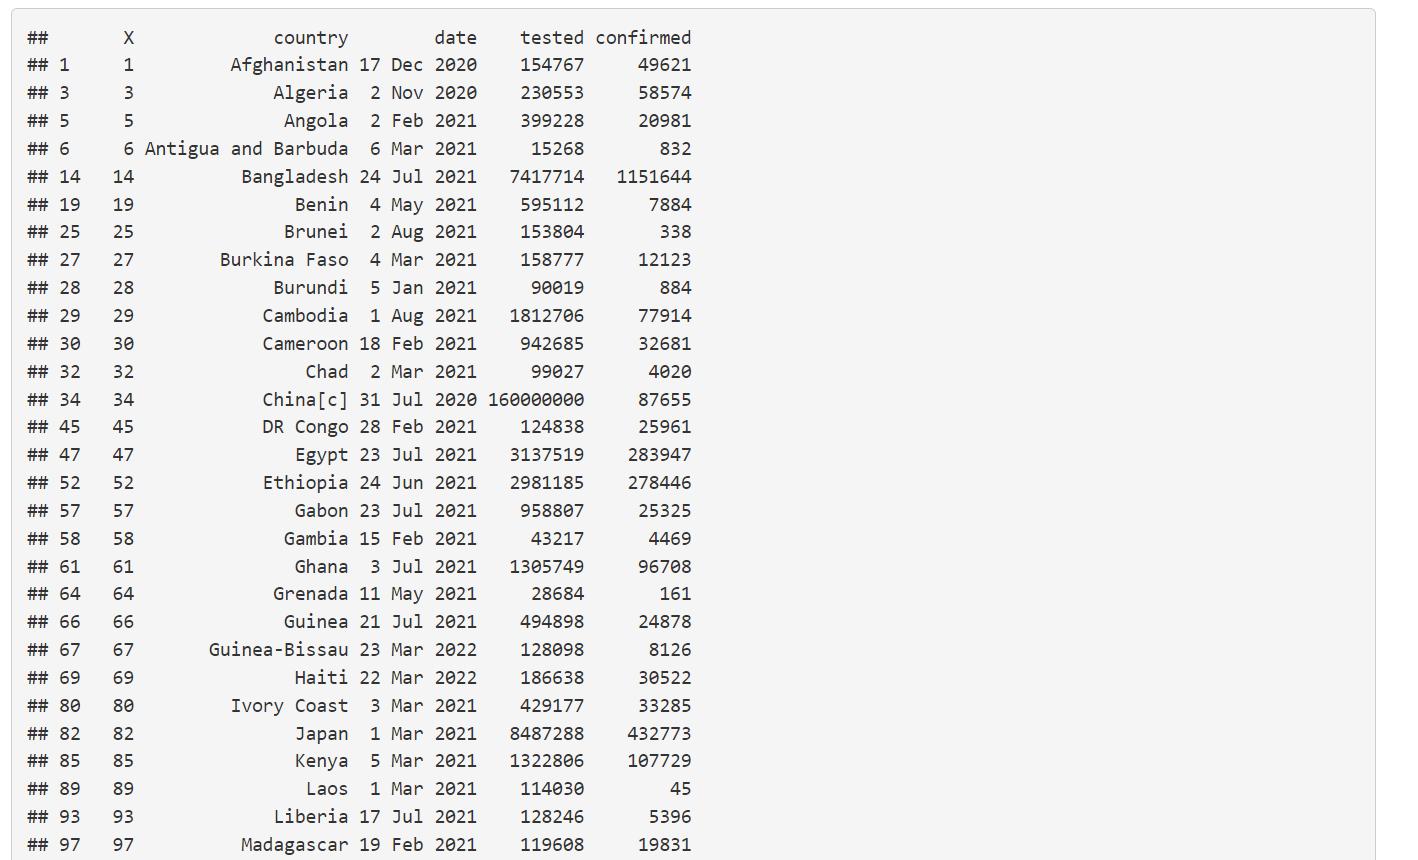 ##       X             country        date    tested confirmed
## 1     1         Afghanistan 17 Dec 2020    154767     49621
## 3     3             Algeria  2 Nov 2020    230553     58574
## 5     5              Angola  2 Feb 2021    399228     20981
## 6     6 Antigua and Barbuda  6 Mar 2021     15268       832
## 14   14          Bangladesh 24 Jul 2021   7417714   1151644
## 19   19               Benin  4 May 2021    595112      7884
## 25   25              Brunei  2 Aug 2021    153804       338
## 27   27        Burkina Faso  4 Mar 2021    158777     12123
## 28   28             Burundi  5 Jan 2021     90019       884
## 29   29            Cambodia  1 Aug 2021   1812706     77914
## 30   30            Cameroon 18 Feb 2021    942685     32681
## 32   32                Chad  2 Mar 2021     99027      4020
## 34   34            China[c] 31 Jul 2020 160000000     87655
## 45   45            DR Congo 28 Feb 2021    124838     25961
## 47   47               Egypt 23 Jul 2021   3137519    283947
## 52   52            Ethiopia 24 Jun 2021   2981185    278446
## 57   57               Gabon 23 Jul 2021    958807     25325
## 58   58              Gambia 15 Feb 2021     43217      4469
## 61   61               Ghana  3 Jul 2021   1305749     96708
## 64   64             Grenada 11 May 2021     28684       161
## 66   66              Guinea 21 Jul 2021    494898     24878
## 67   67       Guinea-Bissau 23 Mar 2022    128098      8126
## 69   69               Haiti 22 Mar 2022    186638     30522
## 80   80         Ivory Coast  3 Mar 2021    429177     33285
## 82   82               Japan  1 Mar 2021   8487288    432773
## 85   85               Kenya  5 Mar 2021   1322806    107729
## 89   89                Laos  1 Mar 2021    114030        45
## 93   93             Liberia 17 Jul 2021    128246      5396
## 97   97          Madagascar 19 Feb 2021    119608     19831